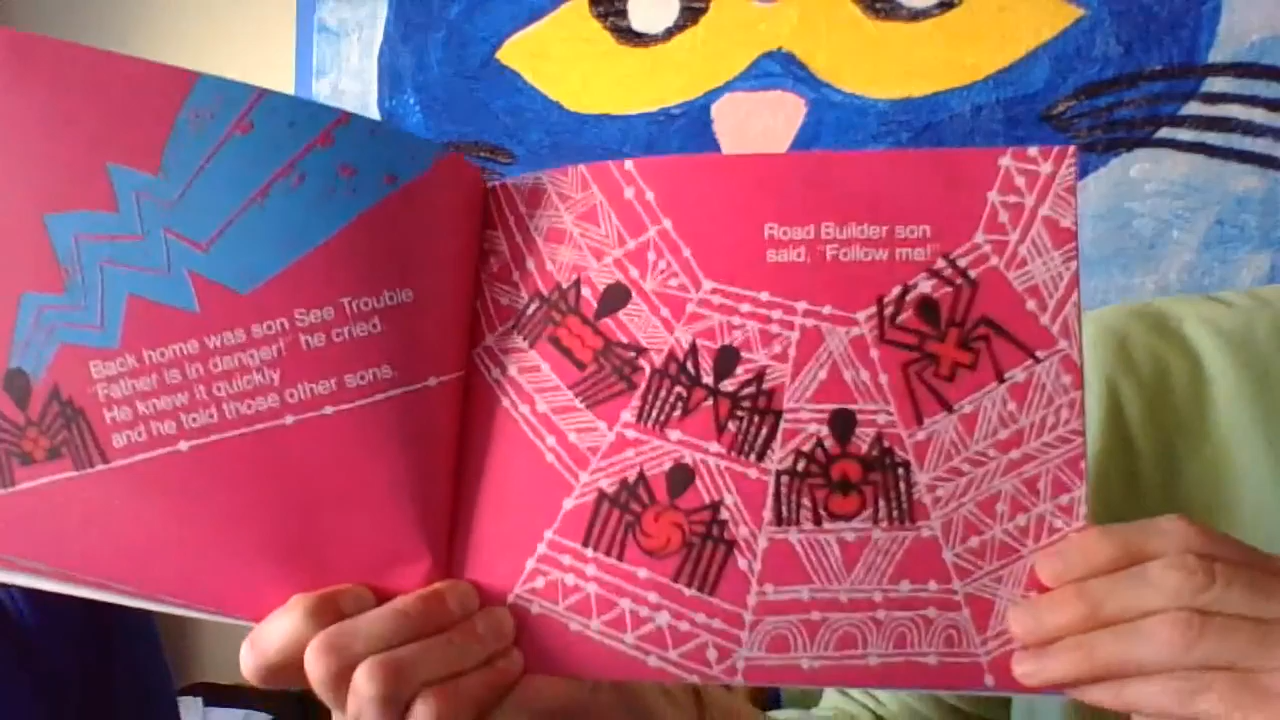 Back home was son See Trouble
"Father is in danger!" he cried.
He knew it quickly
and he told those other sons.
Road Builder son
said, "Follow me!"